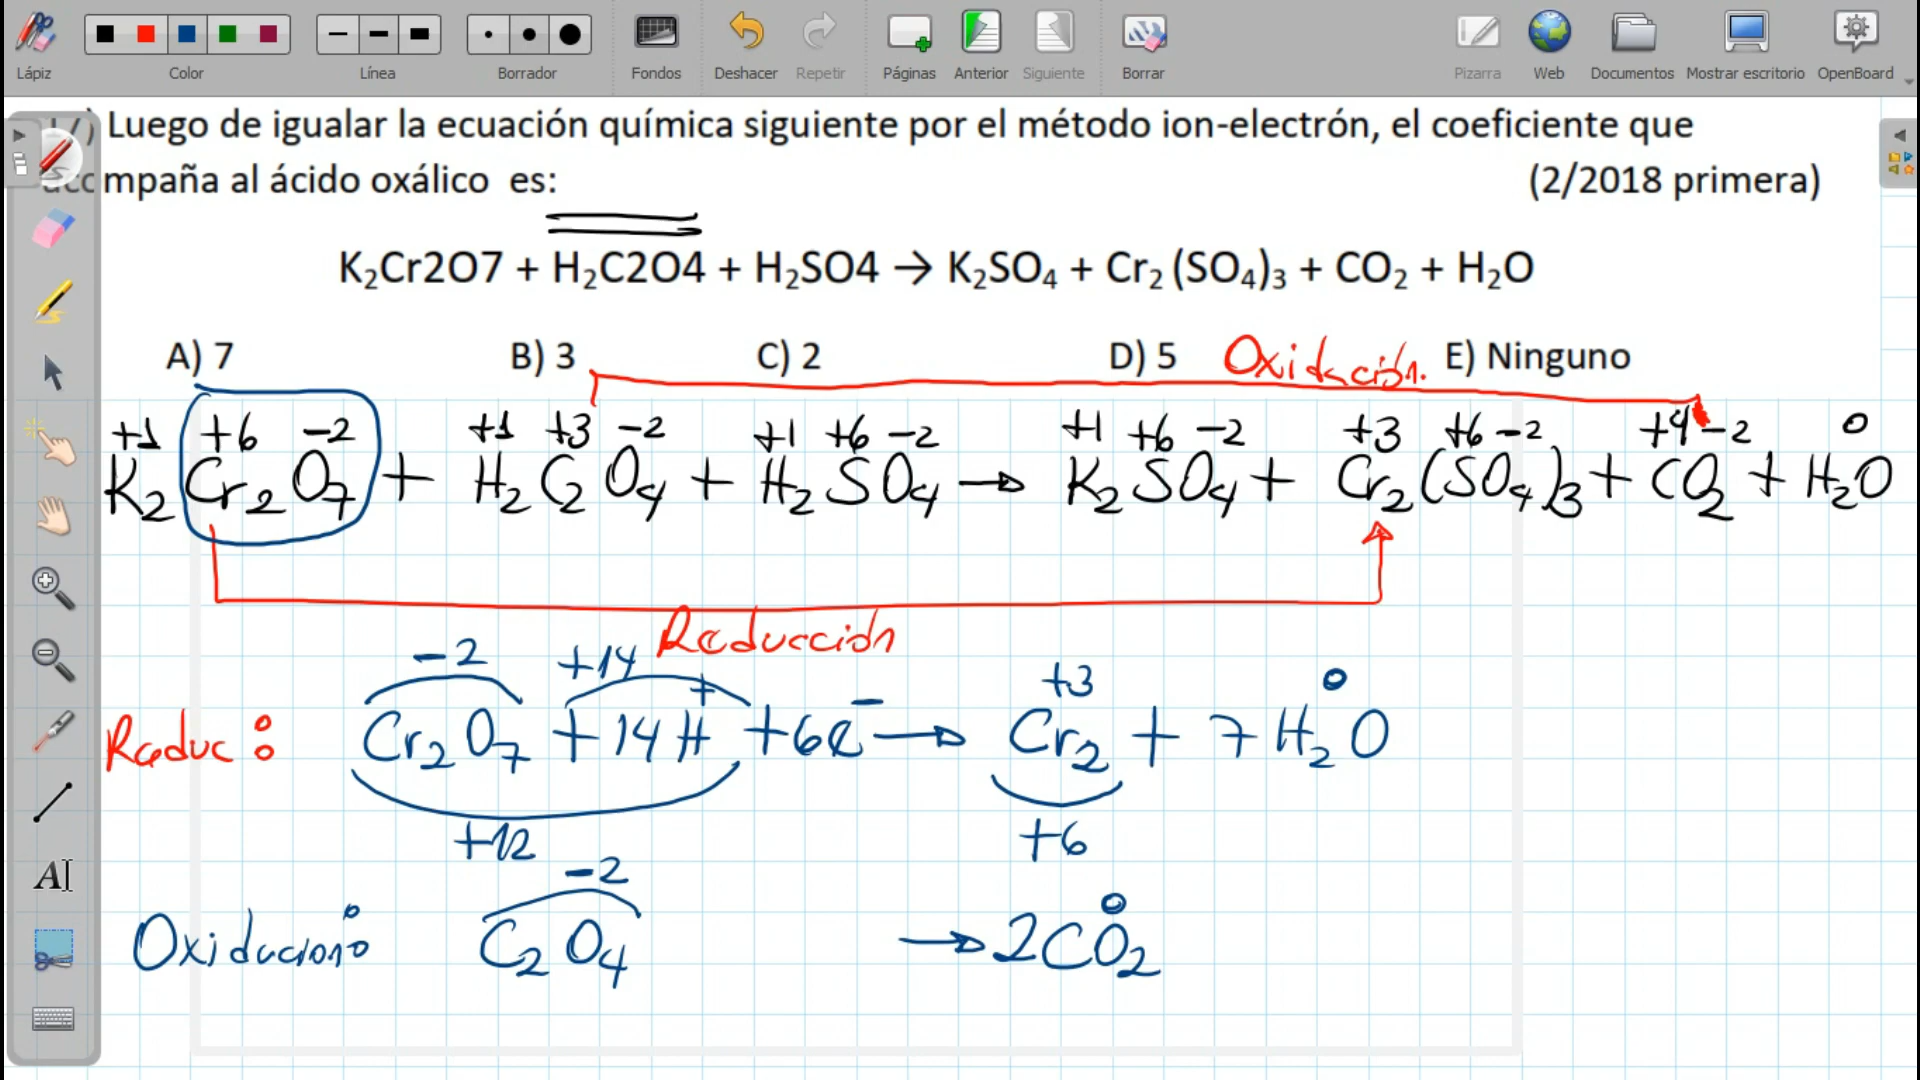 Lápiz Color Línea Borrador Fondos Deshacer Repetir Páginas Anterior Siguiente Borrar Pizarra Web Documentos Mostrar escritorio OpenBoard
17) Luego de igualar la ecuación química siguiente por el método ion-electrón, el coeficiente que
acompaña al ácido oxálico es: (2/2018 primera)
K₂Cr2O7 + H₂C2O4 + H₂SO4 → K₂SO₄ + Cr₂ (SO₄)₃ + CO₂ + H₂O
A) 7 B) 3 C) 2 D) 5 E) Ninguno
Oxidación.
+1 +6 -2 +1 +3 -2 +1 +6 -2 +1 +6 -2 +3 +6 -2 +4 -2 0
K₂Cr₂O₇ + H₂C₂O₄ + H₂SO₄ → K₂SO₄ + Cr₂(SO₄)₃ + CO₂ + H₂O
Reducción
-2 +14 +3 0
Reduc: Cr₂O₇ + 14H⁺ + 6e⁻ → Cr₂ + 7H₂O
+12 +6
-2 0
Oxidacion: C₂O₄ → 2CO₂